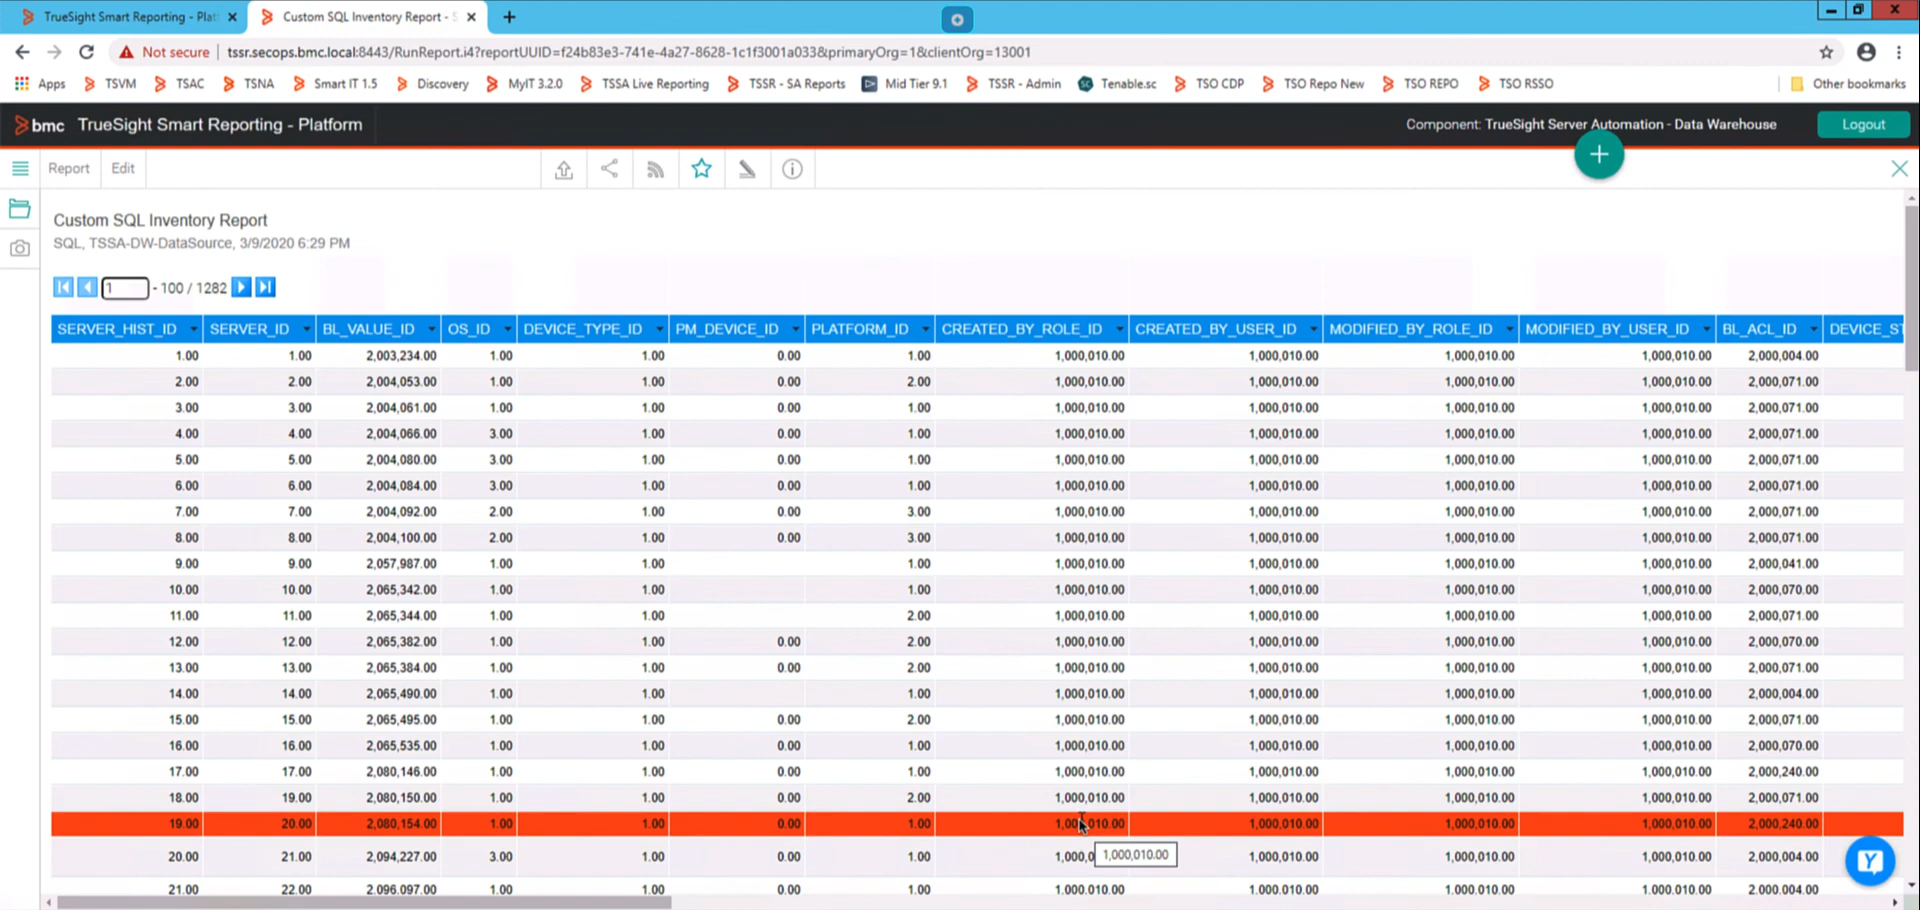 TrueSight Smart Reporting - Plat
Custom SQL Inventory Report - S
Not secure | tssr.secops.bmc.local:8443/RunReport.i4?reportUUID=f24b83e3-741e-4a27-8628-1c1f3001a033&primaryOrg=1&clientOrg=13001
Apps TSVM TSAC TSNA Smart IT 1.5 Discovery MyIT 3.2.0 TSSA Live Reporting TSSR - SA Reports Mid Tier 9.1 TSSR - Admin Tenable.sc TSO CDP TSO Repo New TSO REPO TSO RSSO Other bookmarks
bmc TrueSight Smart Reporting - Platform Component: TrueSight Server Automation - Data Warehouse Logout
Report Edit
Custom SQL Inventory Report
SQL, TSSA-DW-DataSource, 3/9/2020 6:29 PM
1 - 100 / 1282
SERVER_HIST_ID SERVER_ID BL_VALUE_ID OS_ID DEVICE_TYPE_ID PM_DEVICE_ID PLATFORM_ID CREATED_BY_ROLE_ID CREATED_BY_USER_ID MODIFIED_BY_ROLE_ID MODIFIED_BY_USER_ID BL_ACL_ID DEVICE_ST
1.00 1.00 2,003,234.00 1.00 1.00 0.00 1.00 1,000,010.00 1,000,010.00 1,000,010.00 1,000,010.00 2,000,004.00
2.00 2.00 2,004,053.00 1.00 1.00 0.00 2.00 1,000,010.00 1,000,010.00 1,000,010.00 1,000,010.00 2,000,071.00
3.00 3.00 2,004,061.00 1.00 1.00 0.00 1.00 1,000,010.00 1,000,010.00 1,000,010.00 1,000,010.00 2,000,071.00
4.00 4.00 2,004,066.00 3.00 1.00 0.00 1.00 1,000,010.00 1,000,010.00 1,000,010.00 1,000,010.00 2,000,071.00
5.00 5.00 2,004,080.00 3.00 1.00 0.00 1.00 1,000,010.00 1,000,010.00 1,000,010.00 1,000,010.00 2,000,071.00
6.00 6.00 2,004,084.00 3.00 1.00 0.00 1.00 1,000,010.00 1,000,010.00 1,000,010.00 1,000,010.00 2,000,071.00
7.00 7.00 2,004,092.00 2.00 1.00 0.00 3.00 1,000,010.00 1,000,010.00 1,000,010.00 1,000,010.00 2,000,071.00
8.00 8.00 2,004,100.00 2.00 1.00 0.00 3.00 1,000,010.00 1,000,010.00 1,000,010.00 1,000,010.00 2,000,071.00
9.00 9.00 2,057,987.00 1.00 1.00 1.00 1,000,010.00 1,000,010.00 1,000,010.00 1,000,010.00 2,000,041.00
10.00 10.00 2,065,342.00 1.00 1.00 1.00 1,000,010.00 1,000,010.00 1,000,010.00 1,000,010.00 2,000,070.00
11.00 11.00 2,065,344.00 1.00 1.00 2.00 1,000,010.00 1,000,010.00 1,000,010.00 1,000,010.00 2,000,071.00
12.00 12.00 2,065,382.00 1.00 1.00 0.00 2.00 1,000,010.00 1,000,010.00 1,000,010.00 1,000,010.00 2,000,070.00
13.00 13.00 2,065,384.00 1.00 1.00 0.00 2.00 1,000,010.00 1,000,010.00 1,000,010.00 1,000,010.00 2,000,071.00
14.00 14.00 2,065,490.00 1.00 1.00 1.00 1,000,010.00 1,000,010.00 1,000,010.00 1,000,010.00 2,000,004.00
15.00 15.00 2,065,495.00 1.00 1.00 0.00 2.00 1,000,010.00 1,000,010.00 1,000,010.00 1,000,010.00 2,000,071.00
16.00 16.00 2,065,535.00 1.00 1.00 0.00 1.00 1,000,010.00 1,000,010.00 1,000,010.00 1,000,010.00 2,000,070.00
17.00 17.00 2,080,146.00 1.00 1.00 0.00 1.00 1,000,010.00 1,000,010.00 1,000,010.00 1,000,010.00 2,000,240.00
18.00 19.00 2,080,150.00 1.00 1.00 0.00 2.00 1,000,010.00 1,000,010.00 1,000,010.00 1,000,010.00 2,000,071.00
19.00 20.00 2,080,154.00 1.00 1.00 0.00 1.00 1,000,010.00 1,000,010.00 1,000,010.00 1,000,010.00 2,000,240.00
20.00 21.00 2,094,227.00 3.00 1.00 0.00 1.00 1,000,0 1,000,010.00 1,000,010.00 1,000,010.00 1,000,010.00 2,000,004.00
21.00 22.00 2,096,097.00 1.00 1.00 0.00 1.00 1,000,010.00 1,000,010.00 1,000,010.00 1,000,010.00 2,000,004.00